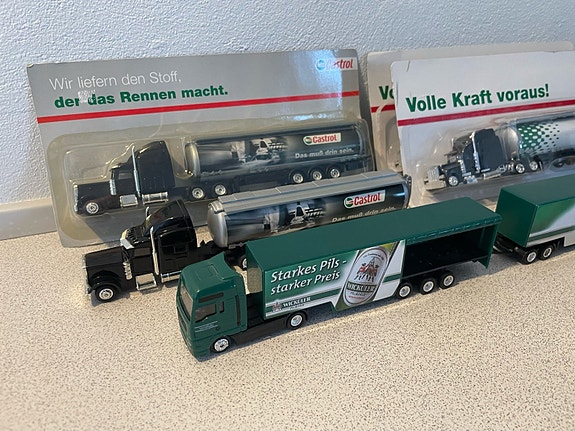 Wir liefern den Stoff,
der das Rennen macht.
Castrol
Castrol
Das muß drin sein.
Volle Kraft voraus!
Castrol
Starkes Pils -
starker Preis
WICKÜLER
WICKÜLER